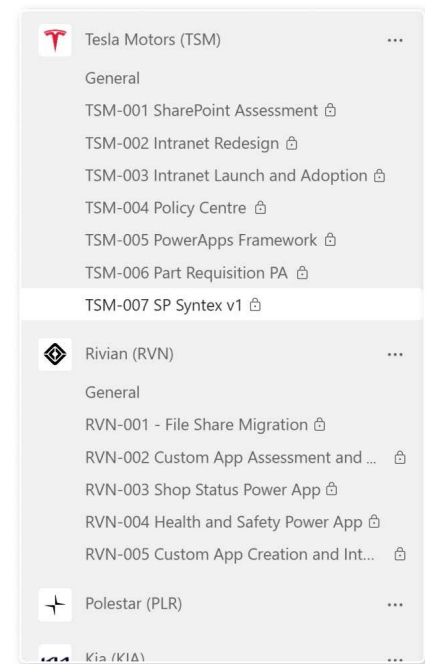 Tesla Motors (TSM) ...
General
TSM-001 SharePoint Assessment
TSM-002 Intranet Redesign
TSM-003 Intranet Launch and Adoption
TSM-004 Policy Centre
TSM-005 PowerApps Framework
TSM-006 Part Requisition PA
TSM-007 SP Syntex v1
Rivian (RVN) ...
General
RVN-001 - File Share Migration
RVN-002 Custom App Assessment and ...
RVN-003 Shop Status Power App
RVN-004 Health and Safety Power App
RVN-005 Custom App Creation and Int...
Polestar (PLR) ...
Kia (KIA) ...